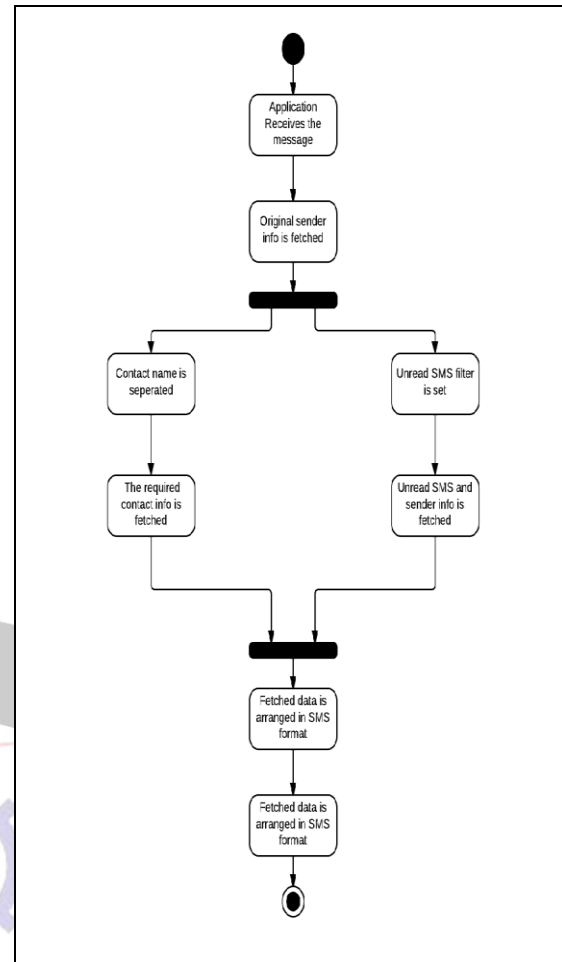 Application
Receives the
message
Original sender
info is fetched
Contact name is
seperated
Unread SMS filter
is set
The required
contact info is
fetched
Unread SMS and
sender info is
fetched
Fetched data is
arranged in SMS
format
Fetched data is
arranged in SMS
format